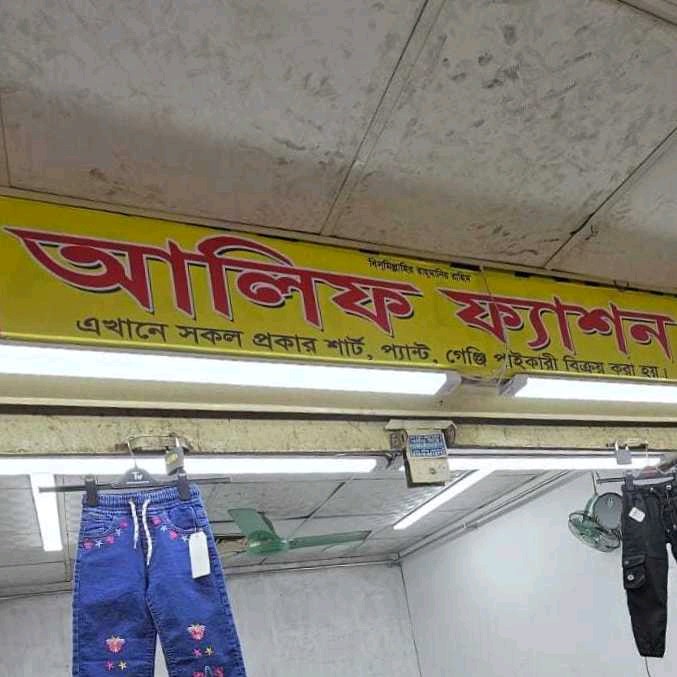 বিসমিল্লাহির রাহমানির রাহিম
আলিফ ফ্যাশন
এখানে সকল প্রকার শার্ট, প্যান্ট, গেঞ্জি পাইকারী বিক্রয় করা হয়।